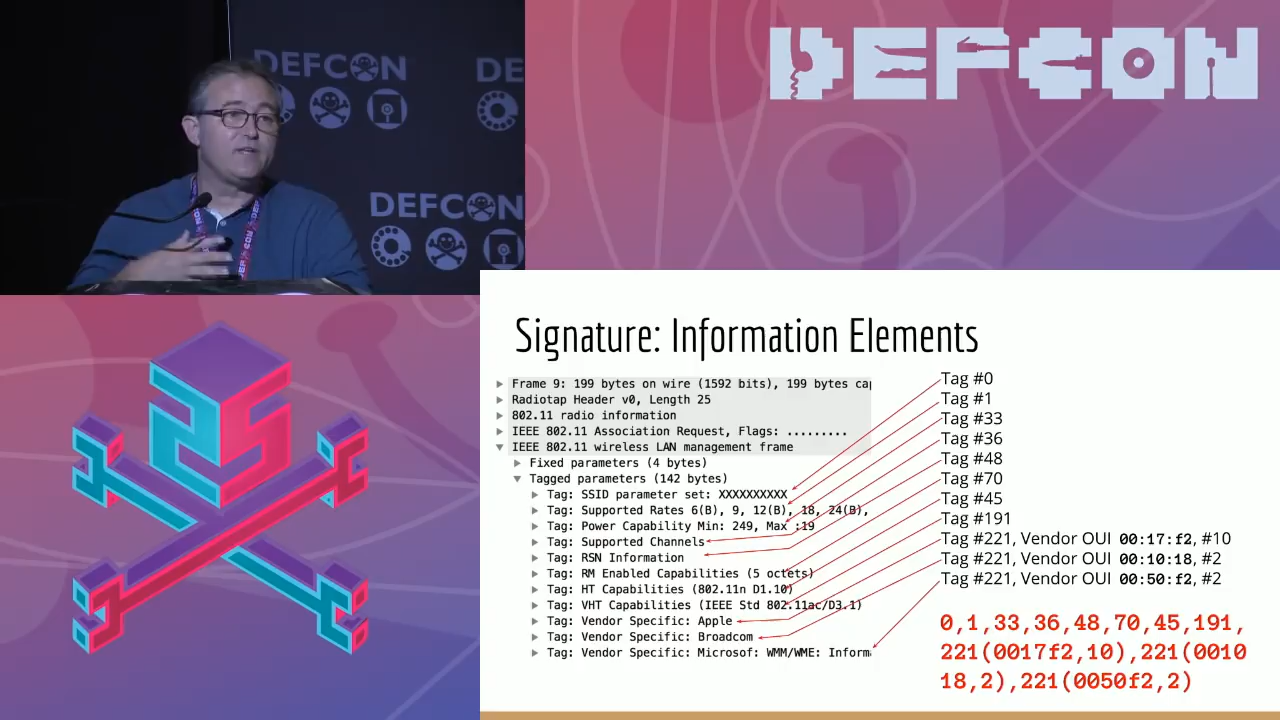 DEFCON
DE
DEFCON
DEFCON
DEFCON
Signature: Information Elements
Frame 9: 199 bytes on wire (1592 bits), 199 bytes cap
Radiotap Header v0, Length 25
802.11 radio information
IEEE 802.11 Association Request, Flags: .........
IEEE 802.11 wireless LAN management frame
Fixed parameters (4 bytes)
Tagged parameters (142 bytes)
Tag: SSID parameter set: XXXXXXXXXX
Tag: Supported Rates 6(B), 9, 12(B), 18, 24(B),
Tag: Power Capability Min: 249, Max :19
Tag: Supported Channels
Tag: RSN Information
Tag: RM Enabled Capabilities (5 octets)
Tag: HT Capabilities (802.11n D1.10)
Tag: VHT Capabilities (IEEE Std 802.11ac/D3.1)
Tag: Vendor Specific: Apple
Tag: Vendor Specific: Broadcom
Tag: Vendor Specific: Microsof: WMM/WME: Inform
Tag #0
Tag #1
Tag #33
Tag #36
Tag #48
Tag #70
Tag #45
Tag #191
Tag #221, Vendor OUI 00:17:f2, #10
Tag #221, Vendor OUI 00:10:18, #2
Tag #221, Vendor OUI 00:50:f2, #2
0,1,33,36,48,70,45,191,
221(0017f2,10),221(0010
18,2),221(0050f2,2)